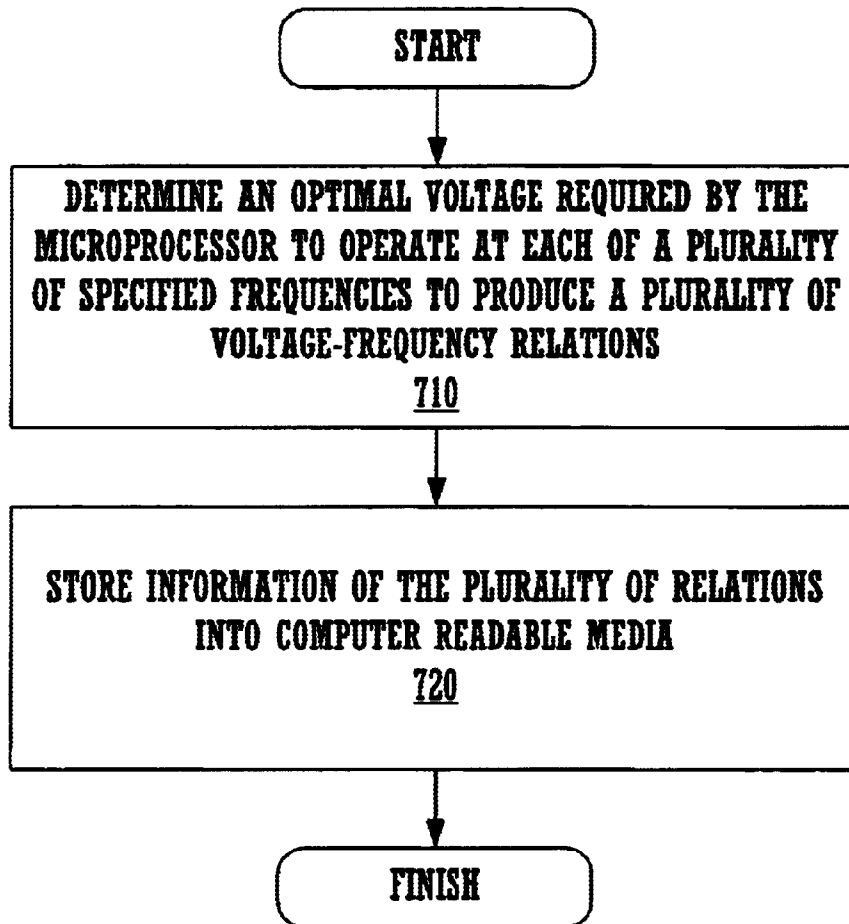 START
DETERMINE AN OPTIMAL VOLTAGE REQUIRED BY THE
MICROPROCESSOR TO OPERATE AT EACH OF A PLURALITY
OF SPECIFIED FREQUENCIES TO PRODUCE A PLURALITY OF
VOLTAGE-FREQUENCY RELATIONS
710
STORE INFORMATION OF THE PLURALITY OF RELATIONS
INTO COMPUTER READABLE MEDIA
720
FINISH